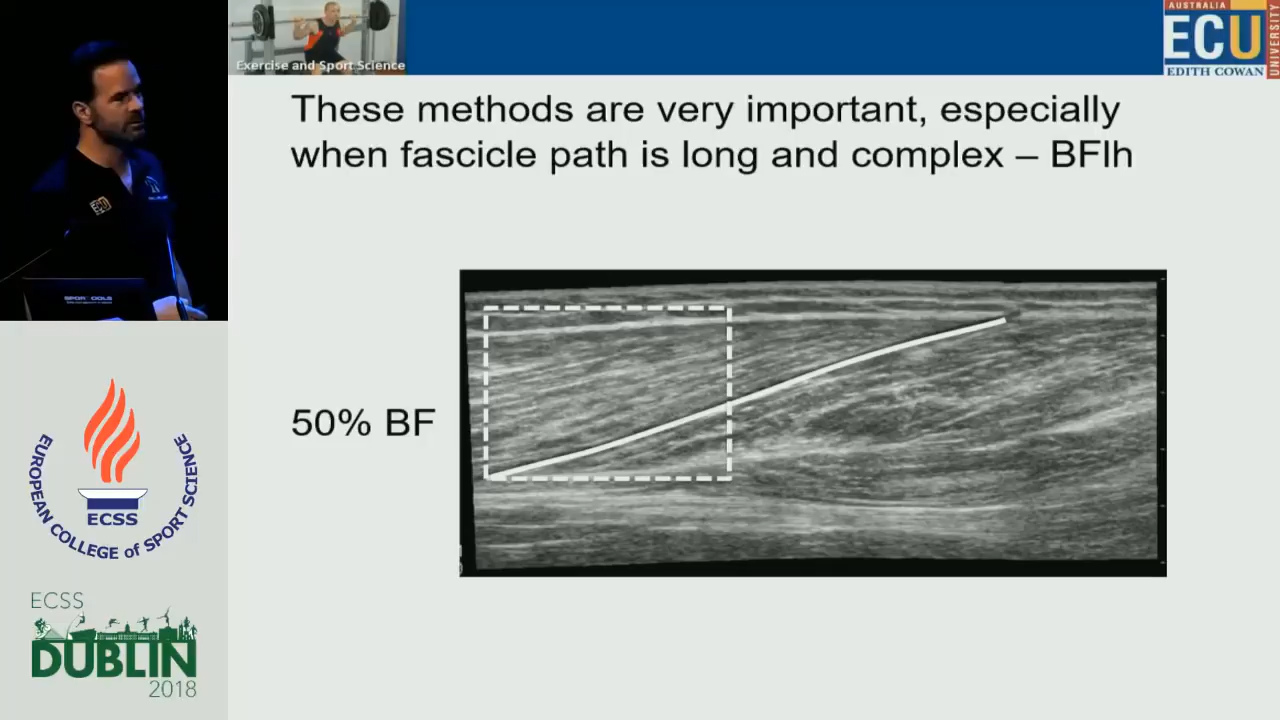 Exercise and Sport Science
AUSTRALIA
ECU
EDITH COWAN
UNIVERSITY
These methods are very important, especially
when fascicle path is long and complex – BFlh
50% BF
ECU
EUROPEAN COLLEGE of SPORT SCIENCE
ECSS
ECSS
DUBLIN
2018